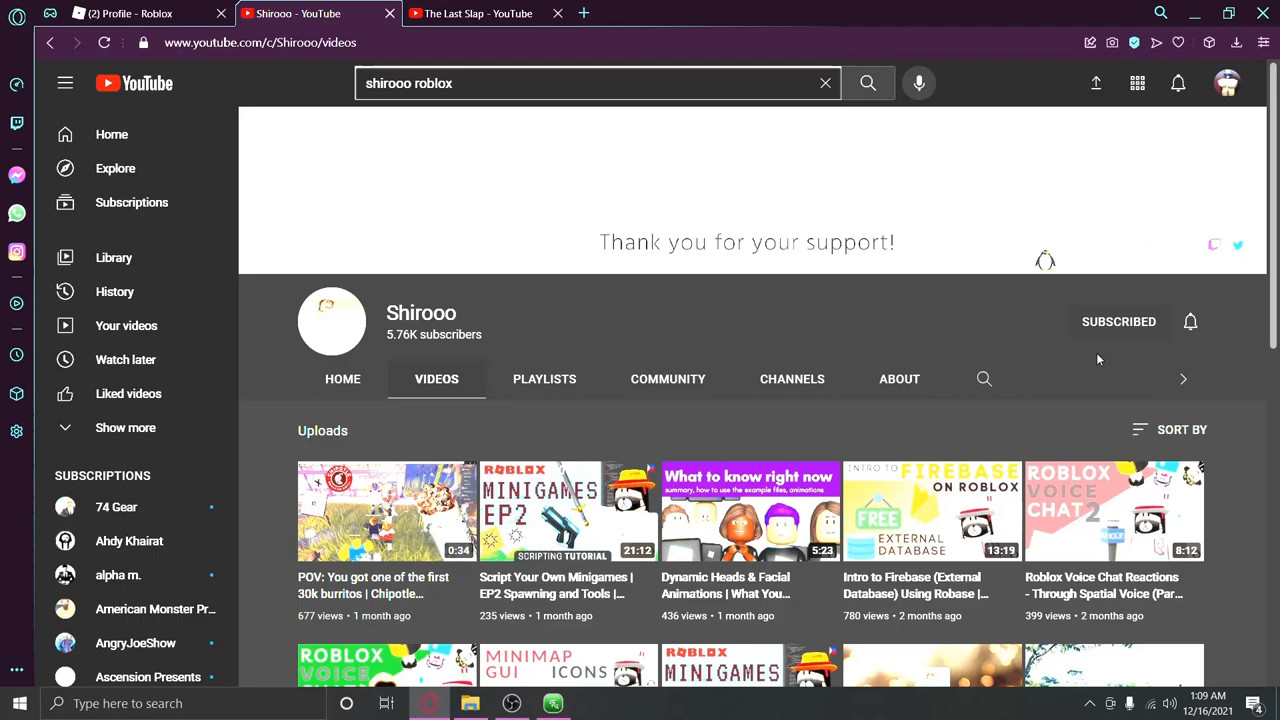 (2) Profile - Roblox
Shirooo - YouTube
The Last Slap - YouTube
www.youtube.com/c/Shirooo/videos
YouTube
shirooo roblox
Home
Explore
Subscriptions
Library
History
Your videos
Watch later
Liked videos
Show more
SUBSCRIPTIONS
74 Gear
Ahdy Khairat
alpha m.
American Monster Pr...
AngryJoeShow
Ascension Presents
Thank you for your support!
Shirooo
5.76K subscribers
SUBSCRIBED
HOME
VIDEOS
PLAYLISTS
COMMUNITY
CHANNELS
ABOUT
Uploads
SORT BY
0:34
POV: You got one of the first
30k burritos | Chipotle...
677 views • 1 month ago
ROBLOX
MINIGAMES
EP2
SCRIPTING TUTORIAL
21:12
Script Your Own Minigames |
EP2 Spawning and Tools |...
235 views • 1 month ago
What to know right now
summary, how to use the example files, animations
5:23
Dynamic Heads & Facial
Animations | What You...
436 views • 1 month ago
INTRO TO FIREBASE
ON ROBLOX
FREE
EXTERNAL
DATABASE
13:19
Intro to Firebase (External
Database) Using Robase |...
780 views • 2 months ago
ROBLOX
VOICE
CHAT 2
8:12
Roblox Voice Chat Reactions
- Through Spatial Voice (Par...
399 views • 2 months ago
ROBLOX
MINIMAP
GUI ICONS
ROBLOX
MINIGAMES
Type here to search
1:09 AM
12/16/2021
4